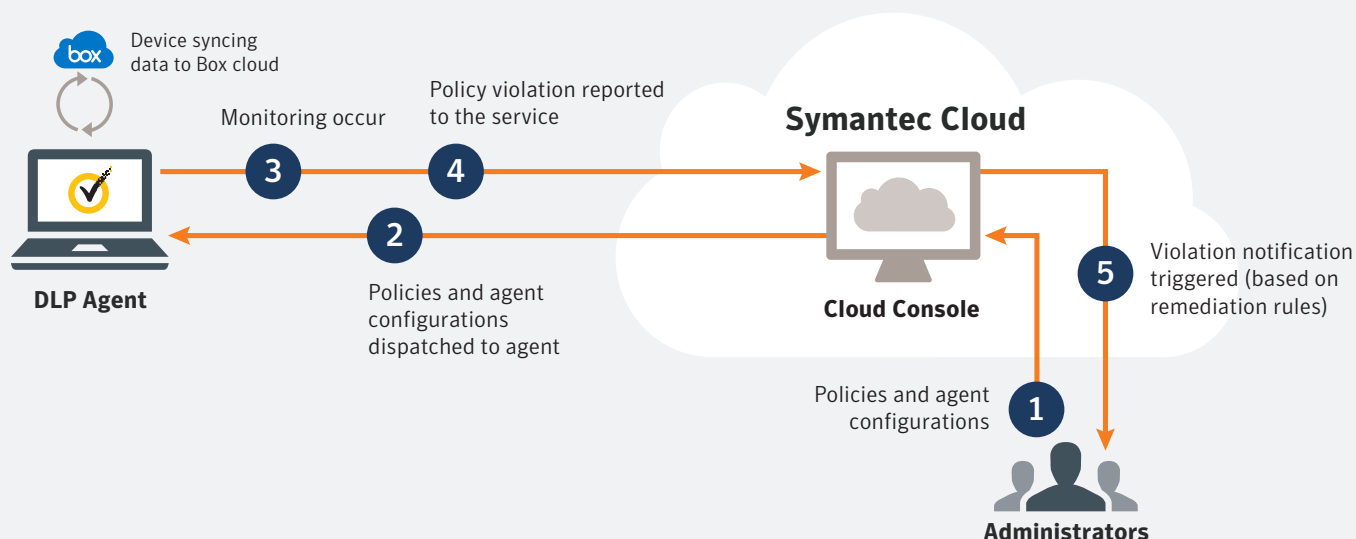 box
Device syncing
data to Box cloud
Monitoring occur
Policy violation reported
to the service
Symantec Cloud
3
4
2
DLP Agent
Policies and agent
configurations
dispatched to agent
Cloud Console
5
Violation notification
triggered (based on
remediation rules)
Policies and agent
configurations
1
Administrators